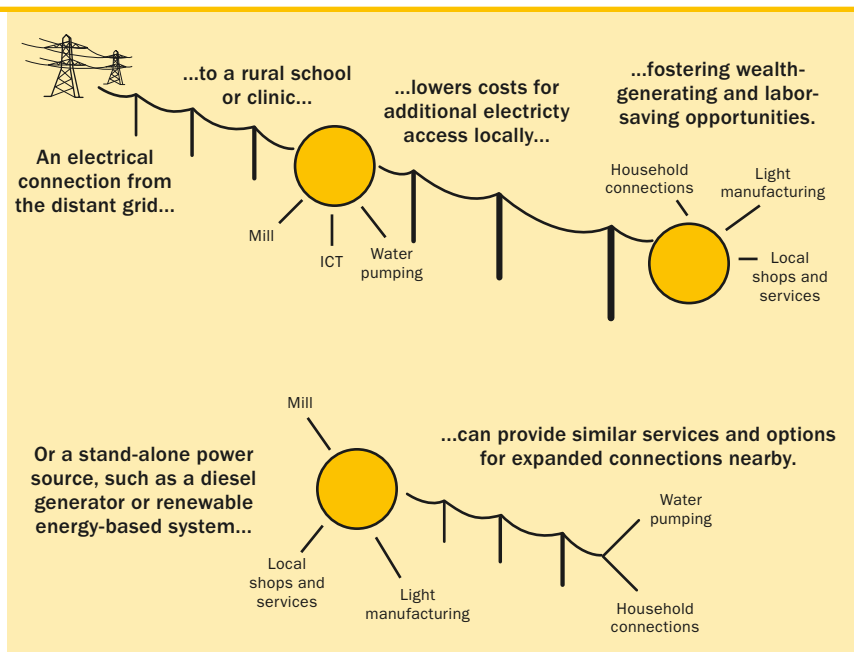 An electrical
connection from
the distant grid...
...to a rural school
or clinic...
...lowers costs for
additional electricty
access locally...
...fostering wealth-
generating and labor-
saving opportunities.
Mill
ICT
Water
pumping
Household
connections
Light
manufacturing
Local
shops and
services
Or a stand-alone power
source, such as a diesel
generator or renewable
energy-based system...
Mill
Local
shops and
services
Light
manufacturing
...can provide similar services and options
for expanded connections nearby.
Water
pumping
Household
connections